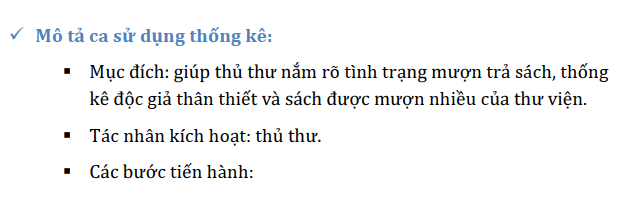 ✓ Mô tả ca sử dụng thống kê:
▪ Mục đích: giúp thủ thư nắm rõ tình trạng mượn trả sách, thống
kê độc giả thân thiết và sách được mượn nhiều của thư viện.
▪ Tác nhân kích hoạt: thủ thư.
▪ Các bước tiến hành: